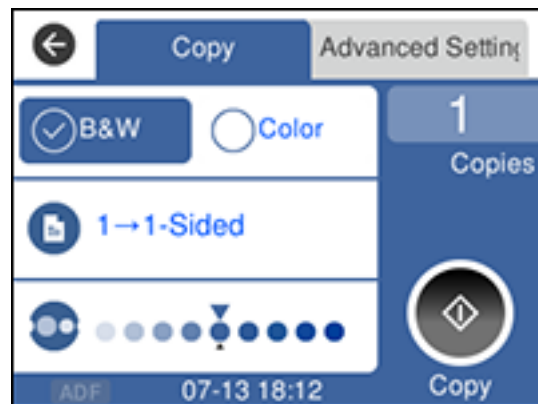 Copy
Advanced Setting
B&W
Color
1
Copies
1→1-Sided
ADF
07-13 18:12
Copy